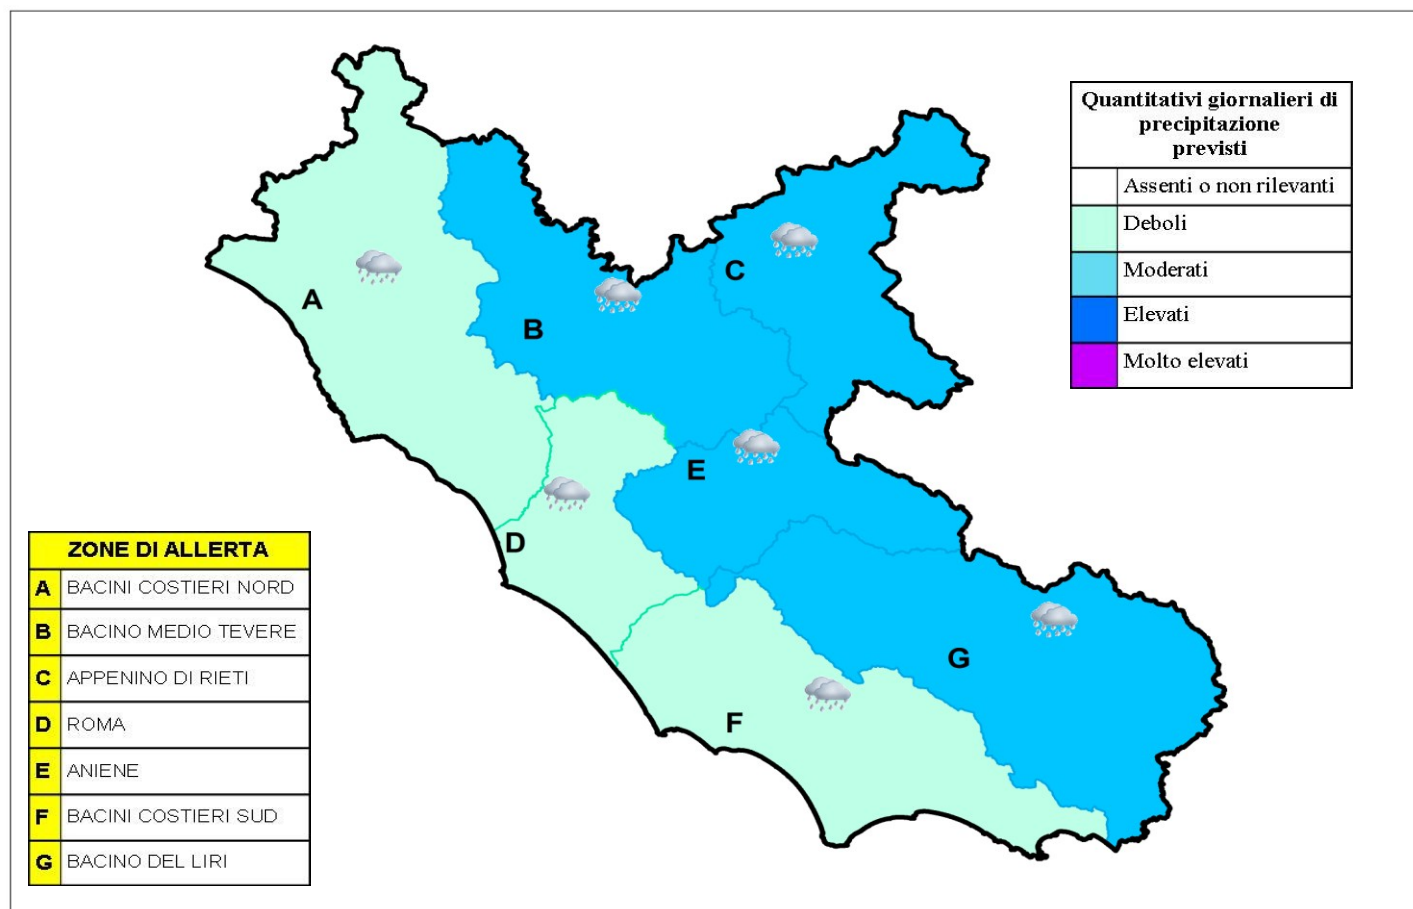 Quantitativi giornalieri di
precipitazione
previsti
Assenti o non rilevanti
Deboli
Moderati
Elevati
Molto elevati
A
B
C
D
E
F
G
ZONE DI ALLERTA
A BACINI COSTIERI NORD
B BACINO MEDIO TEVERE
C APPENINO DI RIETI
D ROMA
E ANIENE
F BACINI COSTIERI SUD
G BACINO DEL LIRI